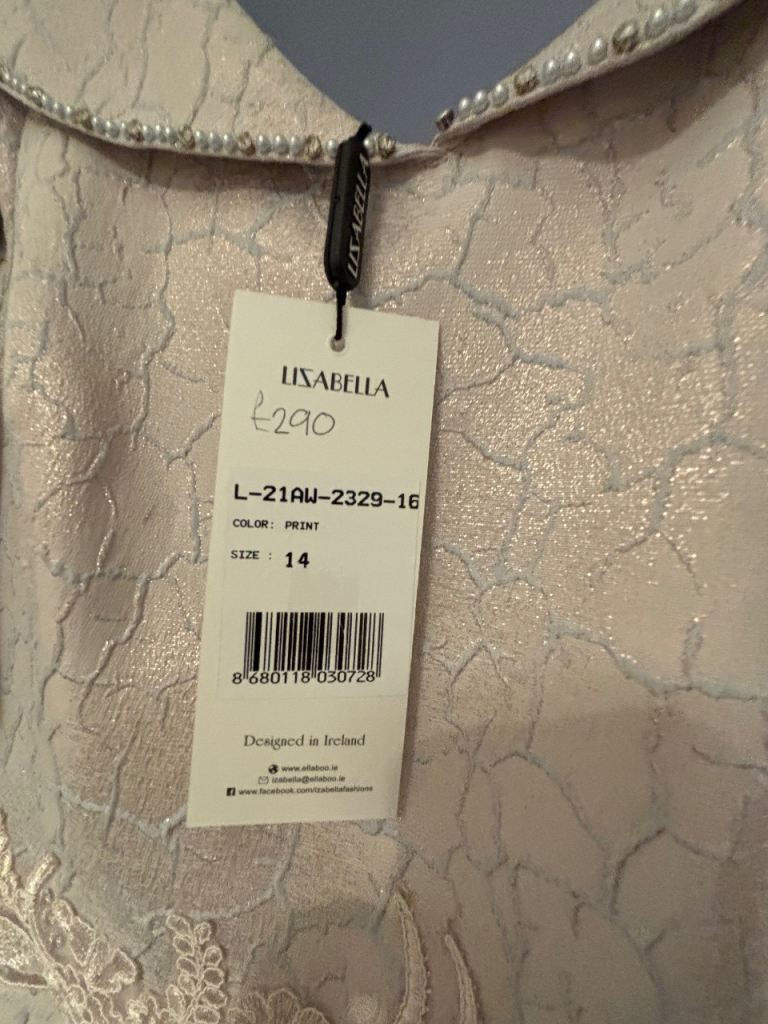 LIZABELLA
LIZABELLA
£290
L-21AW-2329-16
COLOR: PRINT
SIZE : 14
8 680118 030728
Designed in Ireland
www.ellaboo.ie
izabella@ellaboo.ie
www.facebook.com/izabellafashions